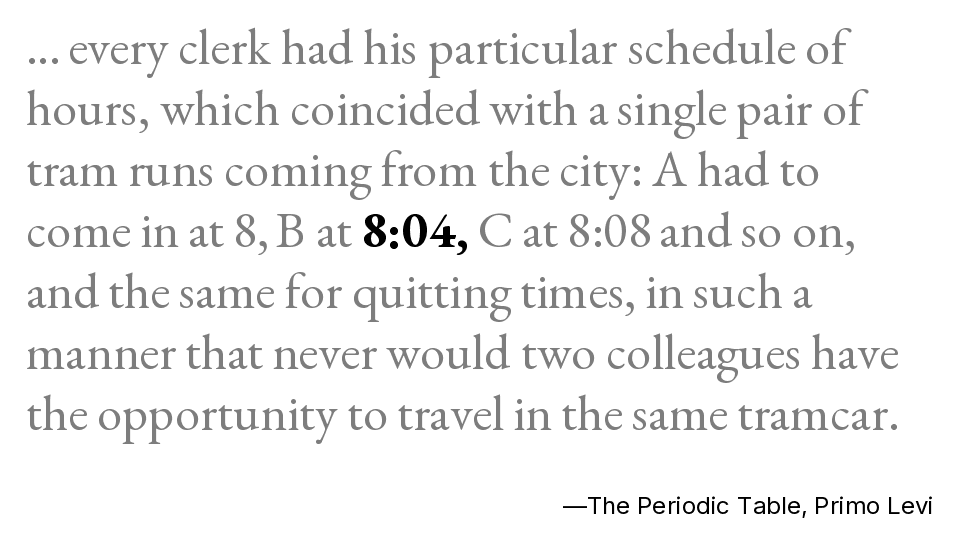 ... every clerk had his particular schedule of
hours, which coincided with a single pair of
tram runs coming from the city: A had to
come in at 8, B at 8:04, C at 8:08 and so on,
and the same for quitting times, in such a
manner that never would two colleagues have
the opportunity to travel in the same tramcar.
—The Periodic Table, Primo Levi